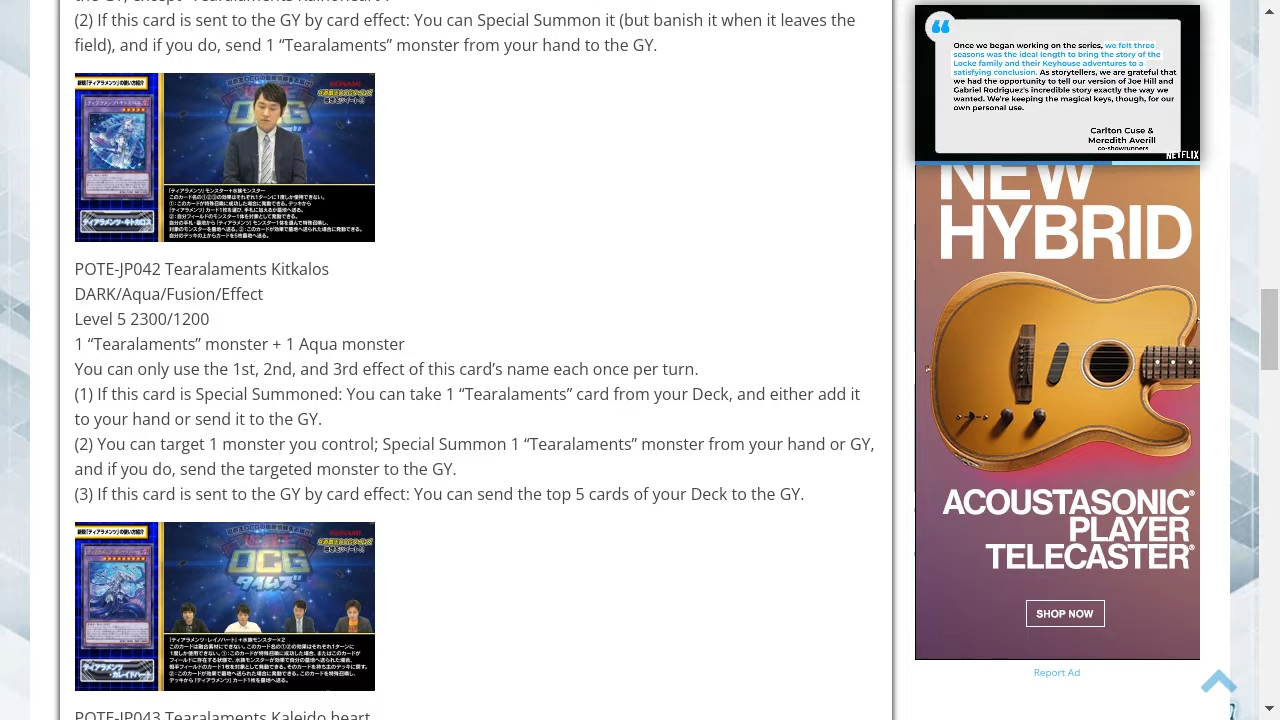 (2) If this card is sent to the GY by card effect: You can Special Summon it (but banish it when it leaves the
field), and if you do, send 1 “Tearalaments” monster from your hand to the GY.
POTE-JP042 Tearalaments Kitkalos
DARK/Aqua/Fusion/Effect
Level 5 2300/1200
1 “Tearalaments” monster + 1 Aqua monster
You can only use the 1st, 2nd, and 3rd effect of this card’s name each once per turn.
(1) If this card is Special Summoned: You can take 1 “Tearalaments” card from your Deck, and either add it
to your hand or send it to the GY.
(2) You can target 1 monster you control; Special Summon 1 “Tearalaments” monster from your hand or GY,
and if you do, send the targeted monster to the GY.
(3) If this card is sent to the GY by card effect: You can send the top 5 cards of your Deck to the GY.
OCG
タイムズ
POTE-JP043 Tearalaments Kaleido heart
Once we began working on the series, we felt three
seasons was the ideal length to bring the story of the
Locke family and their Keyhouse adventures to a
satisfying conclusion. As storytellers, we are grateful that
we had the opportunity to tell our version of Joe Hill and
Gabriel Rodriguez's incredible story exactly the way we
wanted. We're keeping the magical keys, though, for our
own personal use.
Carlton Cuse &
Meredith Averill
co-showrunners
NETFLIX
NEW
HYBRID
ACOUSTASONIC®
PLAYER
TELECASTER®
SHOP NOW
Report Ad